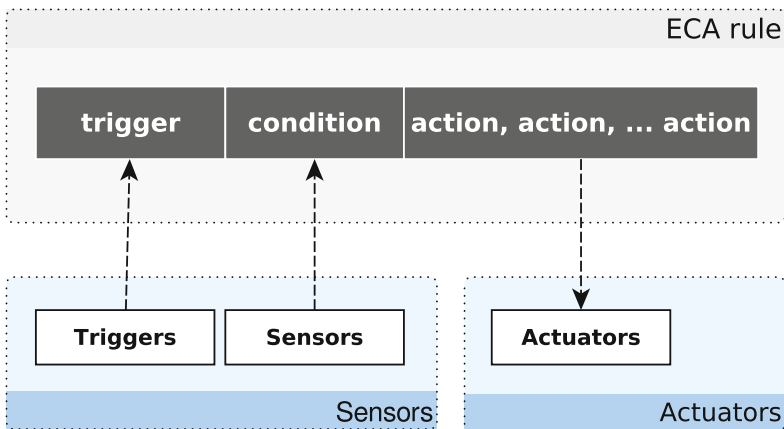 ECA rule
trigger condition action, action, ... action
Triggers Sensors Actuators
Sensors Actuators